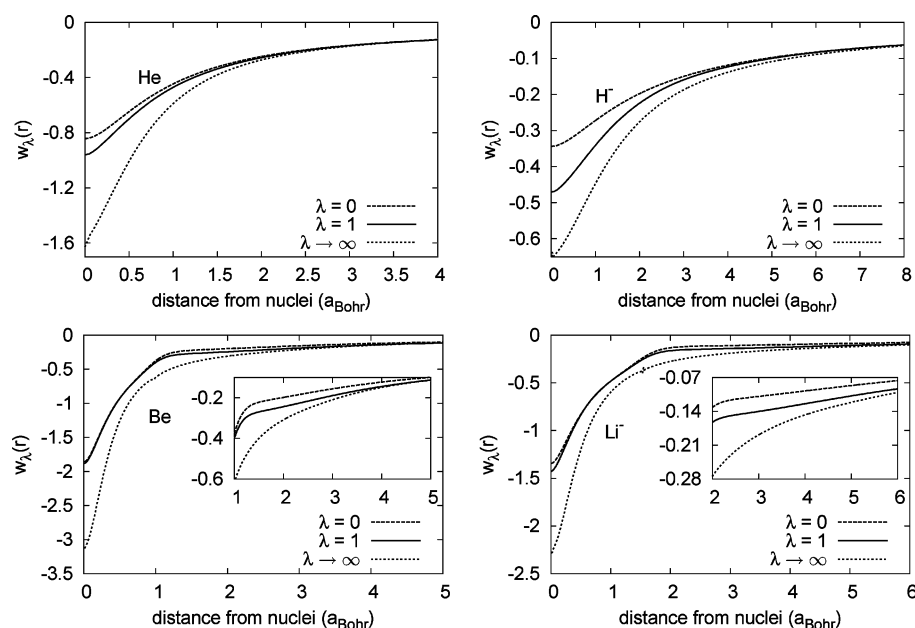 0
-0.4
-0.8
-1.2
-1.6
w_λ(r)
He
λ = 0
λ = 1
λ → ∞
0 0.5 1 1.5 2 2.5 3 3.5 4
distance from nuclei (a_Bohr)
0
-0.1
-0.2
-0.3
-0.4
-0.5
-0.6
w_λ(r)
H⁻
λ = 0
λ = 1
λ → ∞
0 1 2 3 4 5 6 7 8
distance from nuclei (a_Bohr)
0
-0.5
-1
-1.5
-2
-2.5
-3
-3.5
w_λ(r)
Be
-0.2
-0.4
-0.6
1 2 3 4 5
λ = 0
λ = 1
λ → ∞
0 1 2 3 4 5
distance from nuclei (a_Bohr)
0
-0.5
-1
-1.5
-2
-2.5
w_λ(r)
Li⁻
-0.07
-0.14
-0.21
-0.28
2 3 4 5 6
λ = 0
λ = 1
λ → ∞
0 1 2 3 4 5 6
distance from nuclei (a_Bohr)